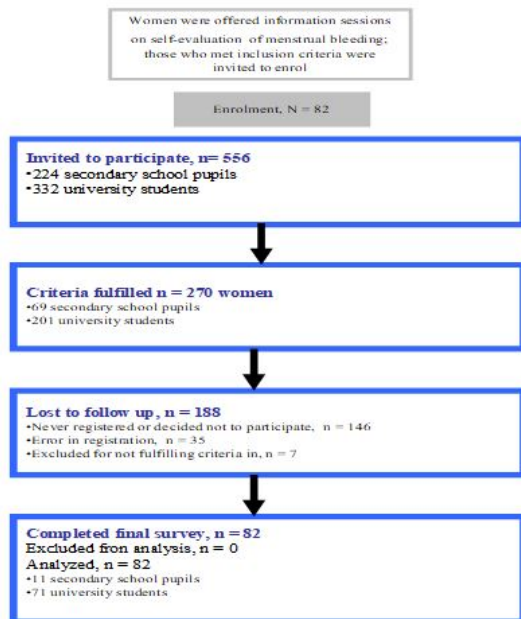 Women were offered information sessions
on self-evaluation of menstrual bleeding;
those who met inclusion criteria were
invited to enrol
Enrolment, N = 82
Invited to participate, n= 556
•224 secondary school pupils
•332 university students
Criteria fulfilled n = 270 women
•69 secondary school pupils
•201 university students
Lost to follow up, n = 188
•Never registered or decided not to participate, n = 146
•Error in registration, n = 35
•Excluded for not fulfilling criteria in, n = 7
Completed final survey, n = 82
Excluded fron analysis, n = 0
Analyzed, n = 82
•11 secondary school pupils
•71 university students